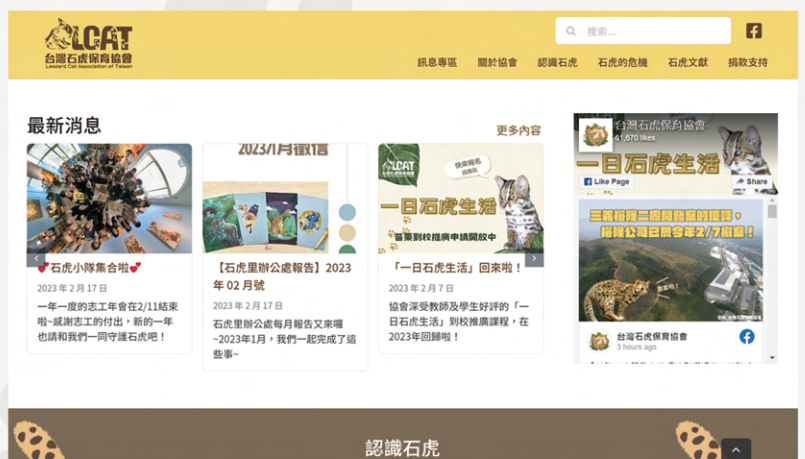 LCAT
台灣石虎保育協會
Leopard Cat Association of Taiwan
搜索...
訊息專區 關於協會 認識石虎 石虎的危機 石虎文獻 捐款支持
最新消息
更多內容
石虎小隊集合啦
2023 年 2 月 17 日
一年一度的志工年會在2/11結束
啦~感謝志工的付出，新的一年
也請和我們一同守護石虎吧！
2023/1月徵信
【石虎里辦公處報告】2023
年 02 月號
2023 年 2 月 17 日
石虎里辦公處每月報告又來囉
~2023年1月，我們一起完成了這
些事~
LCAT
快來報名
一日石虎生活
苗栗到校推廣申請開放中
「一日石虎生活」回來啦！
2023 年 2 月 7 日
協會深受教師及學生好評的「一
日石虎生活」到校推廣課程，在
2023年回歸啦！
台灣石虎保育協會
61,670 likes
一日石虎生活
Like Page
Share
三義裕隆二周開發案的環評，
裕隆公司已於今年2/7撤案！
台灣石虎保育協會
3 hours ago
認識石虎